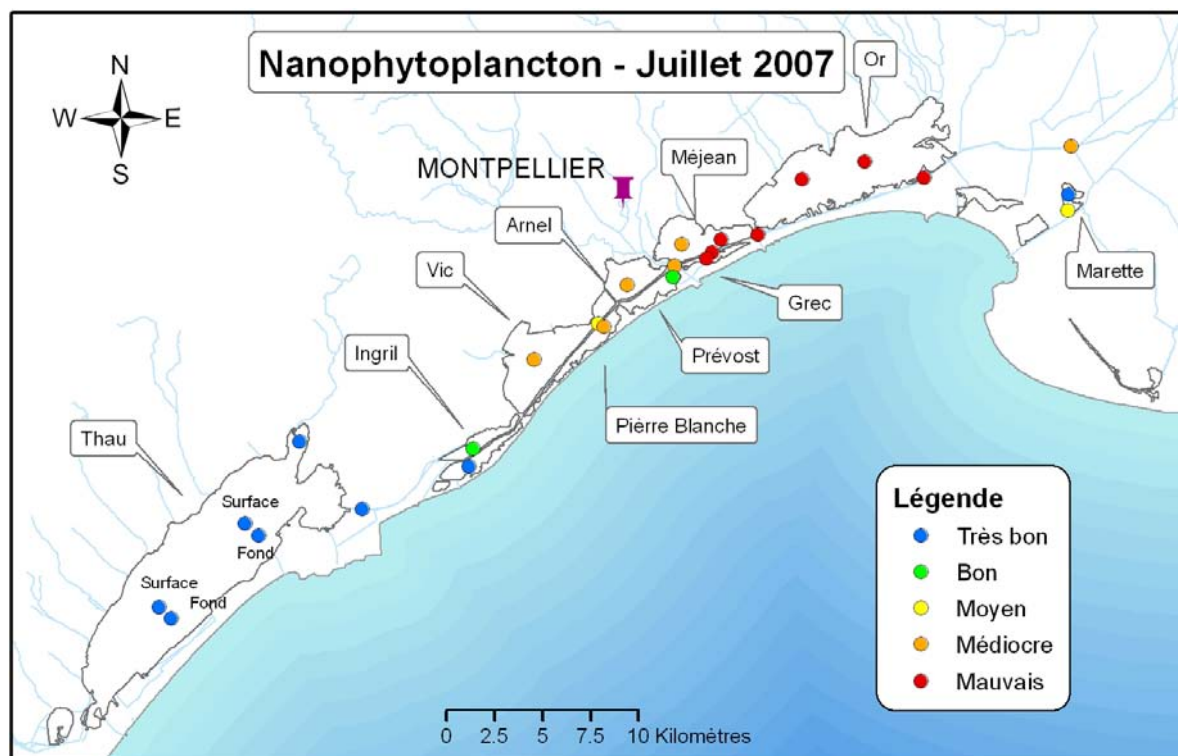 Nanophytoplancton - Juillet 2007
N
W E
S
MONTPELLIER
Or
Méjean
Arnel
Vic
Ingril
Thau
Marette
Grec
Prévost
Pièrre Blanche
Surface
Fond
Surface
Fond
Légende
Très bon
Bon
Moyen
Médiocre
Mauvais
0 2.5 5 7.5 10 Kilomètres